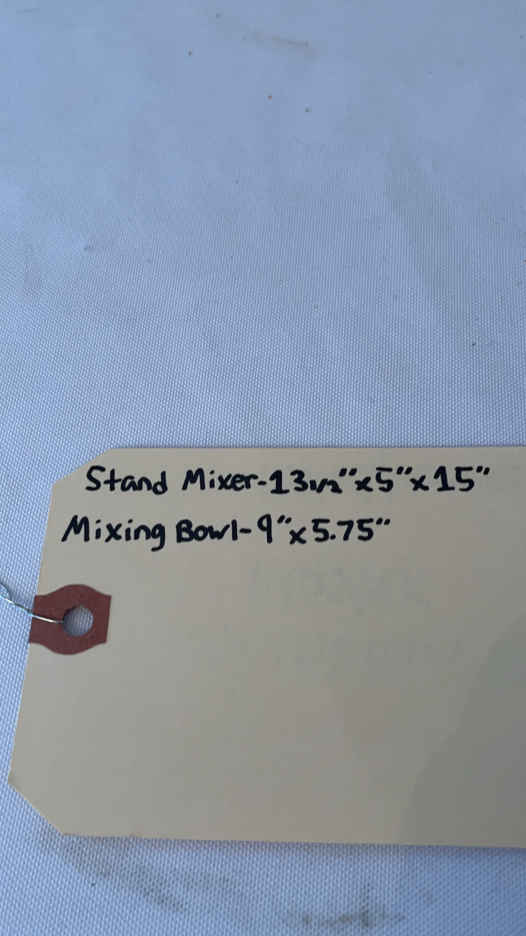 Stand Mixer-13 1/2"x5"x15"
Mixing Bowl-9"x5.75"